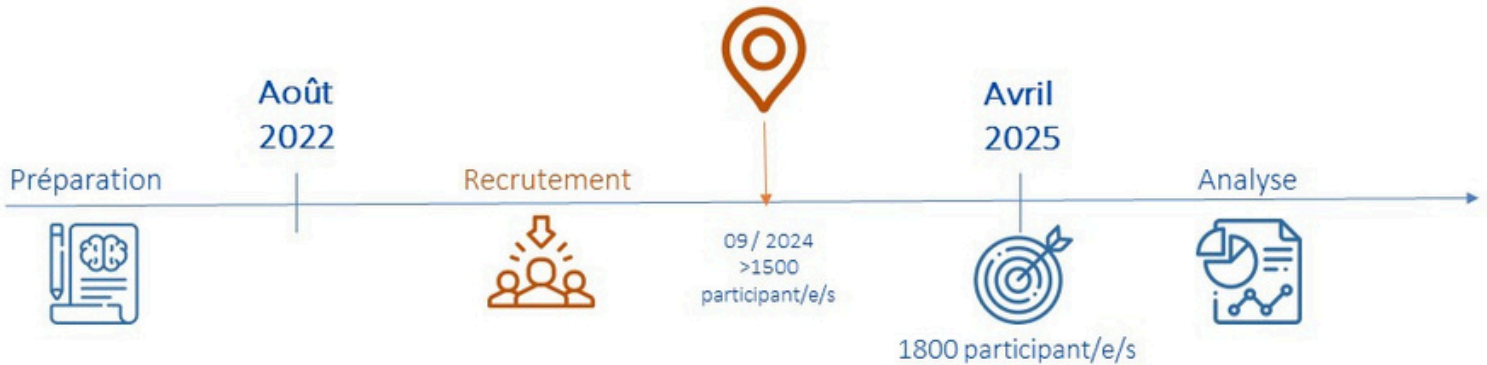 Août
2022
Avril
2025
Préparation
Recrutement
Analyse
09/ 2024
>1500
participant/e/s
1800 participant/e/s